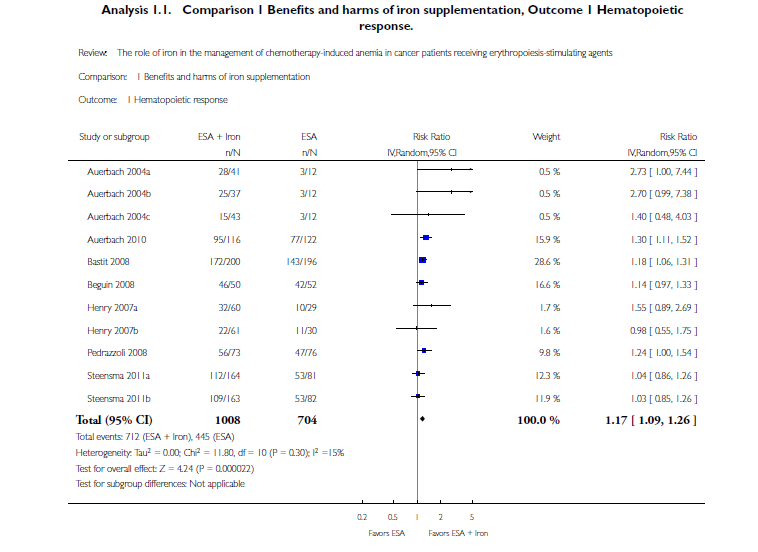 Analysis 1.1. Comparison 1 Benefits and harms of iron supplementation, Outcome 1 Hematopoietic
response.
Review: The role of iron in the management of chemotherapy-induced anemia in cancer patients receiving erythropoiesis-stimulating agents
Comparison: 1 Benefits and harms of iron supplementation
Outcome: 1 Hematopoietic response
Study or subgroup ESA + Iron ESA Risk Ratio Weight Risk Ratio
n/N n/N IV,Random,95% CI IV,Random,95% CI
Auerbach 2004a 28/41 3/12 0.5 % 2.73 [ 1.00, 7.44 ]
Auerbach 2004b 25/37 3/12 0.5 % 2.70 [ 0.99, 7.38 ]
Auerbach 2004c 15/43 3/12 0.5 % 1.40 [ 0.48, 4.03 ]
Auerbach 2010 95/116 77/122 15.9 % 1.30 [ 1.11, 1.52 ]
Bastit 2008 172/200 143/196 28.6 % 1.18 [ 1.06, 1.31 ]
Beguin 2008 46/50 42/52 16.6 % 1.14 [ 0.97, 1.33 ]
Henry 2007a 32/60 10/29 1.7 % 1.55 [ 0.89, 2.69 ]
Henry 2007b 22/61 11/30 1.6 % 0.98 [ 0.55, 1.75 ]
Pedrazzoli 2008 56/73 47/76 9.8 % 1.24 [ 1.00, 1.54 ]
Steensma 2011a 112/164 53/81 12.3 % 1.04 [ 0.86, 1.26 ]
Steensma 2011b 109/163 53/82 11.9 % 1.03 [ 0.85, 1.26 ]
Total (95% CI) 1008 704 100.0 % 1.17 [ 1.09, 1.26 ]
Total events: 712 (ESA + Iron), 445 (ESA)
Heterogeneity: Tau² = 0.00; Chi² = 11.80, df = 10 (P = 0.30); I² =15%
Test for overall effect: Z = 4.24 (P = 0.000022)
Test for subgroup differences: Not applicable
0.2 0.5 1 2 5
Favors ESA Favors ESA + Iron